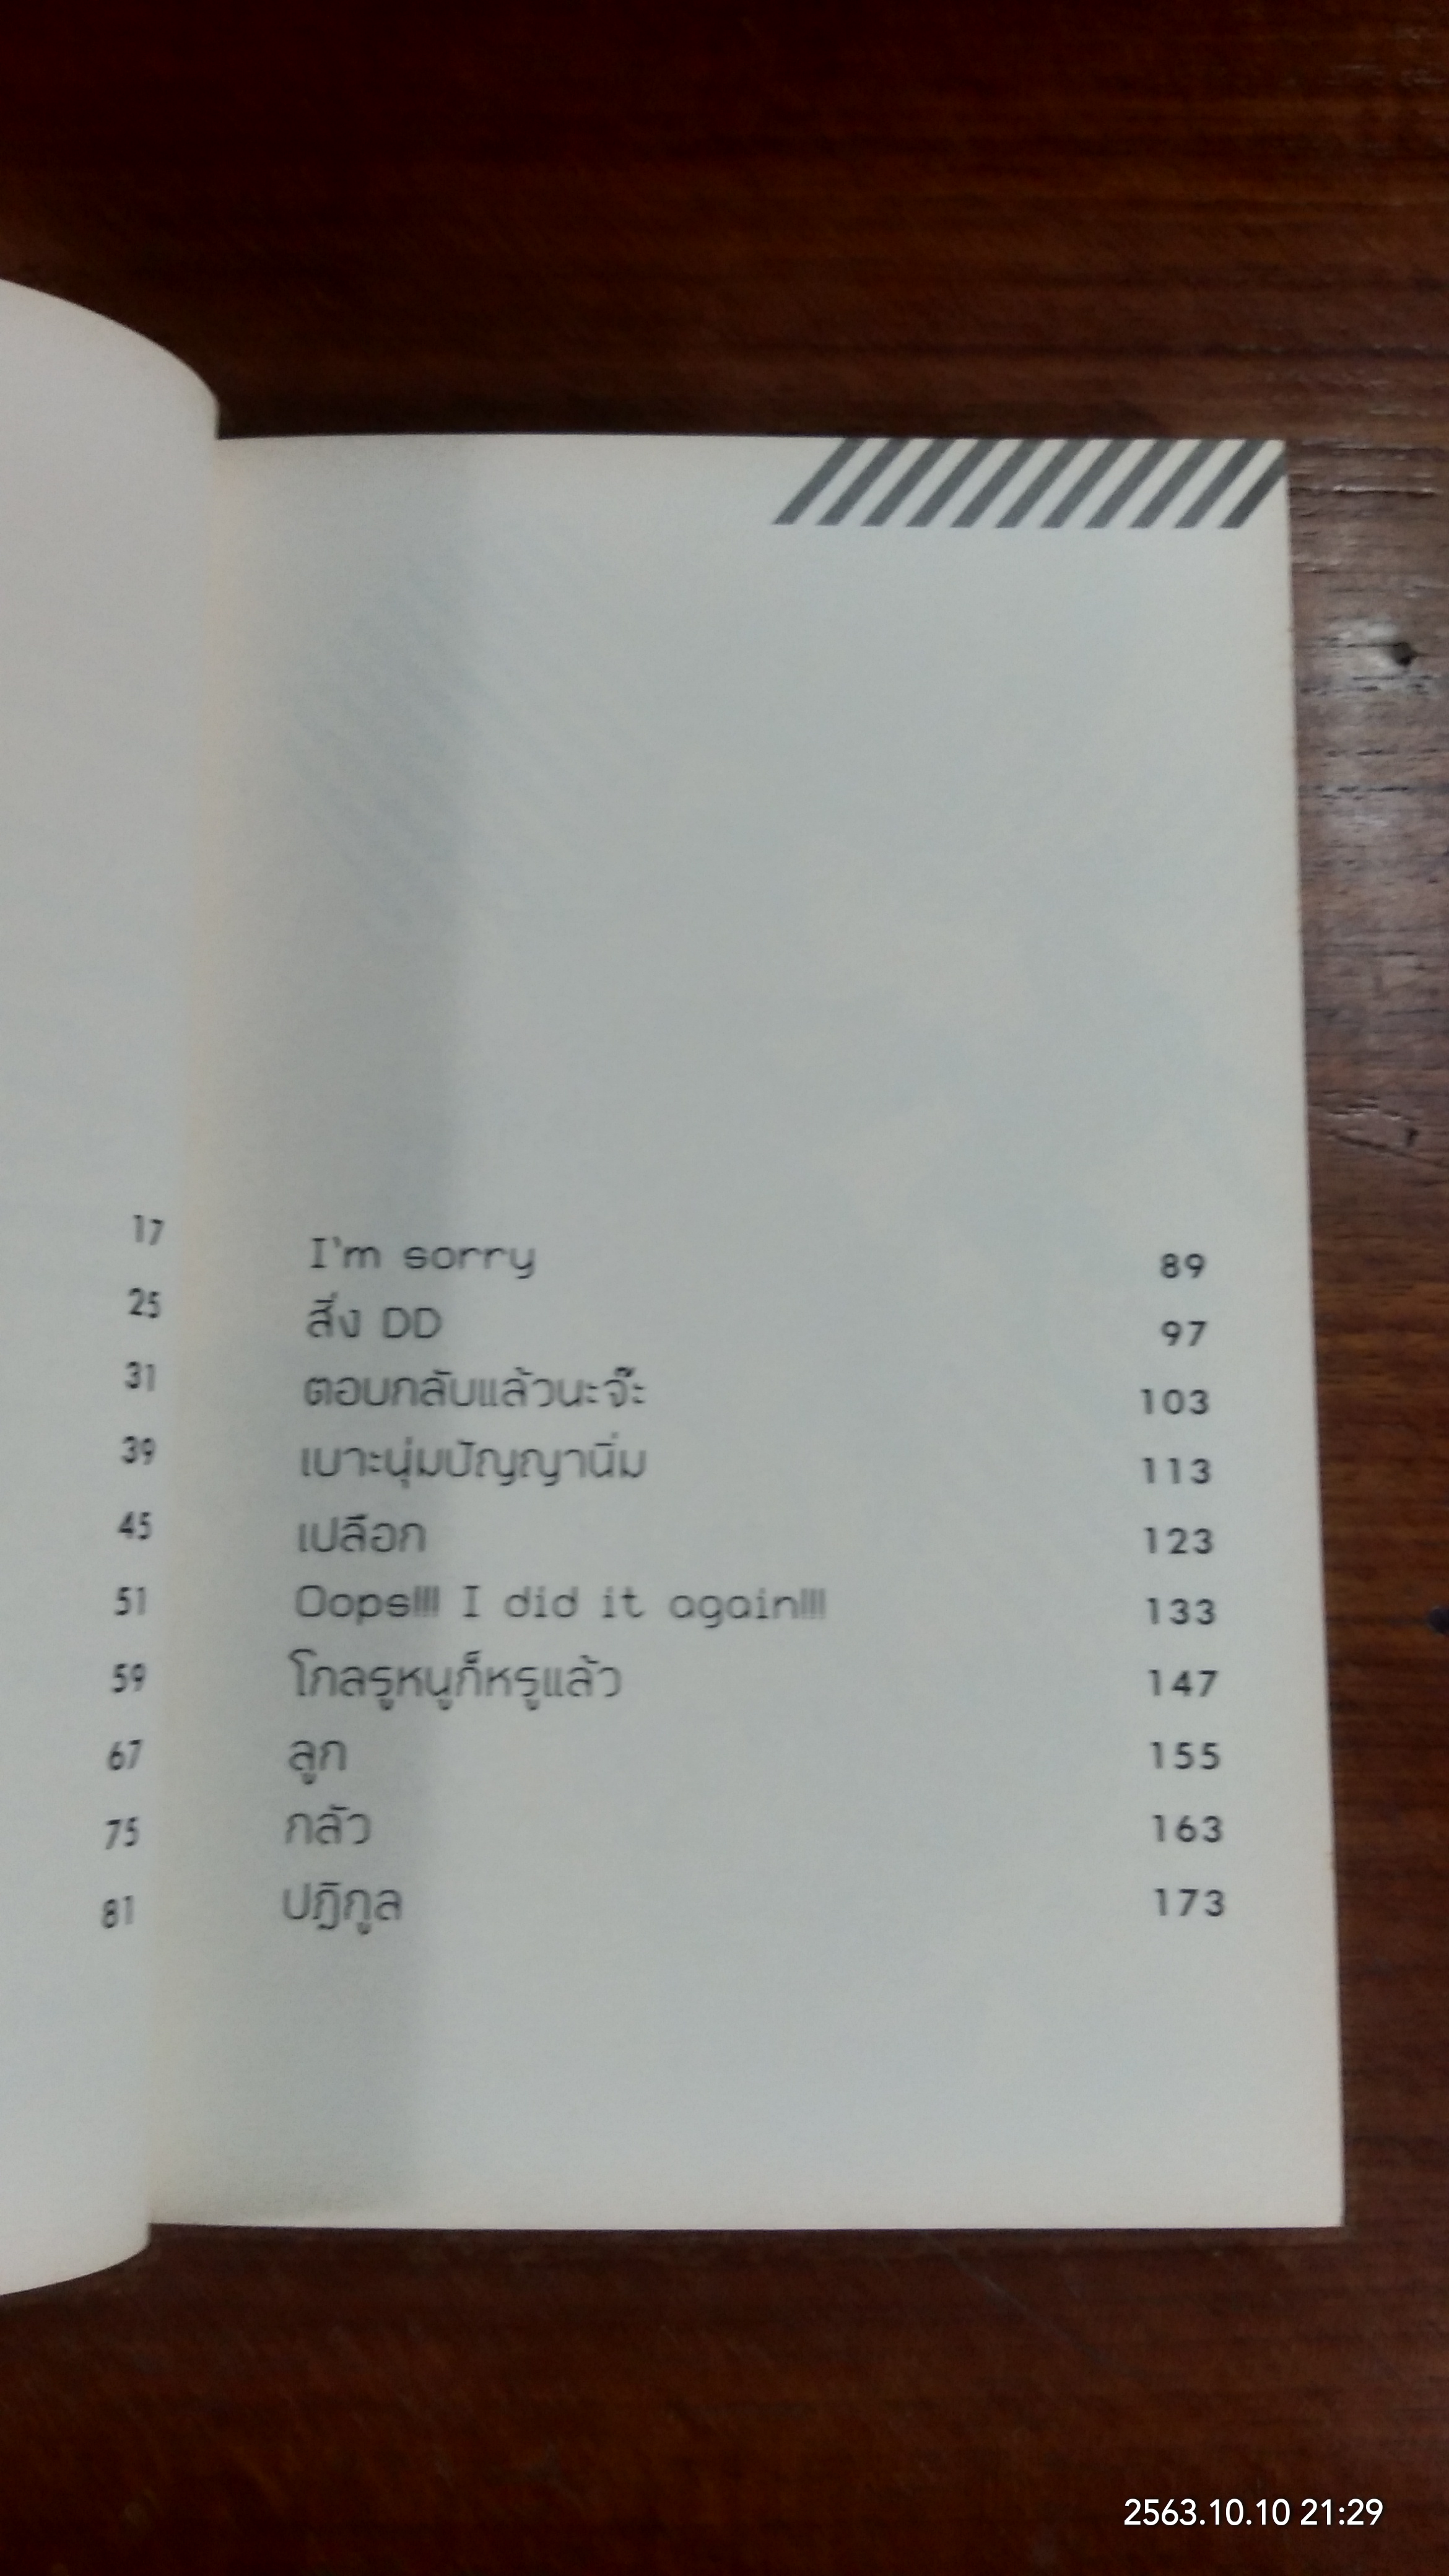 17
25
31
39
45
51
59
67
75
81
I'm sorry 89
สิ่ง DD 97
ตอบกลับแล้วนะจ๊ะ 103
เบาะนุ่มปัญญานิ่ม 113
เปลือก 123
Oops!!! I did it again!!! 133
โกลรูหนูก็หรูแล้ว 147
ลูก 155
กลัว 163
ปฏิกูล 173
2563.10.10 21:29